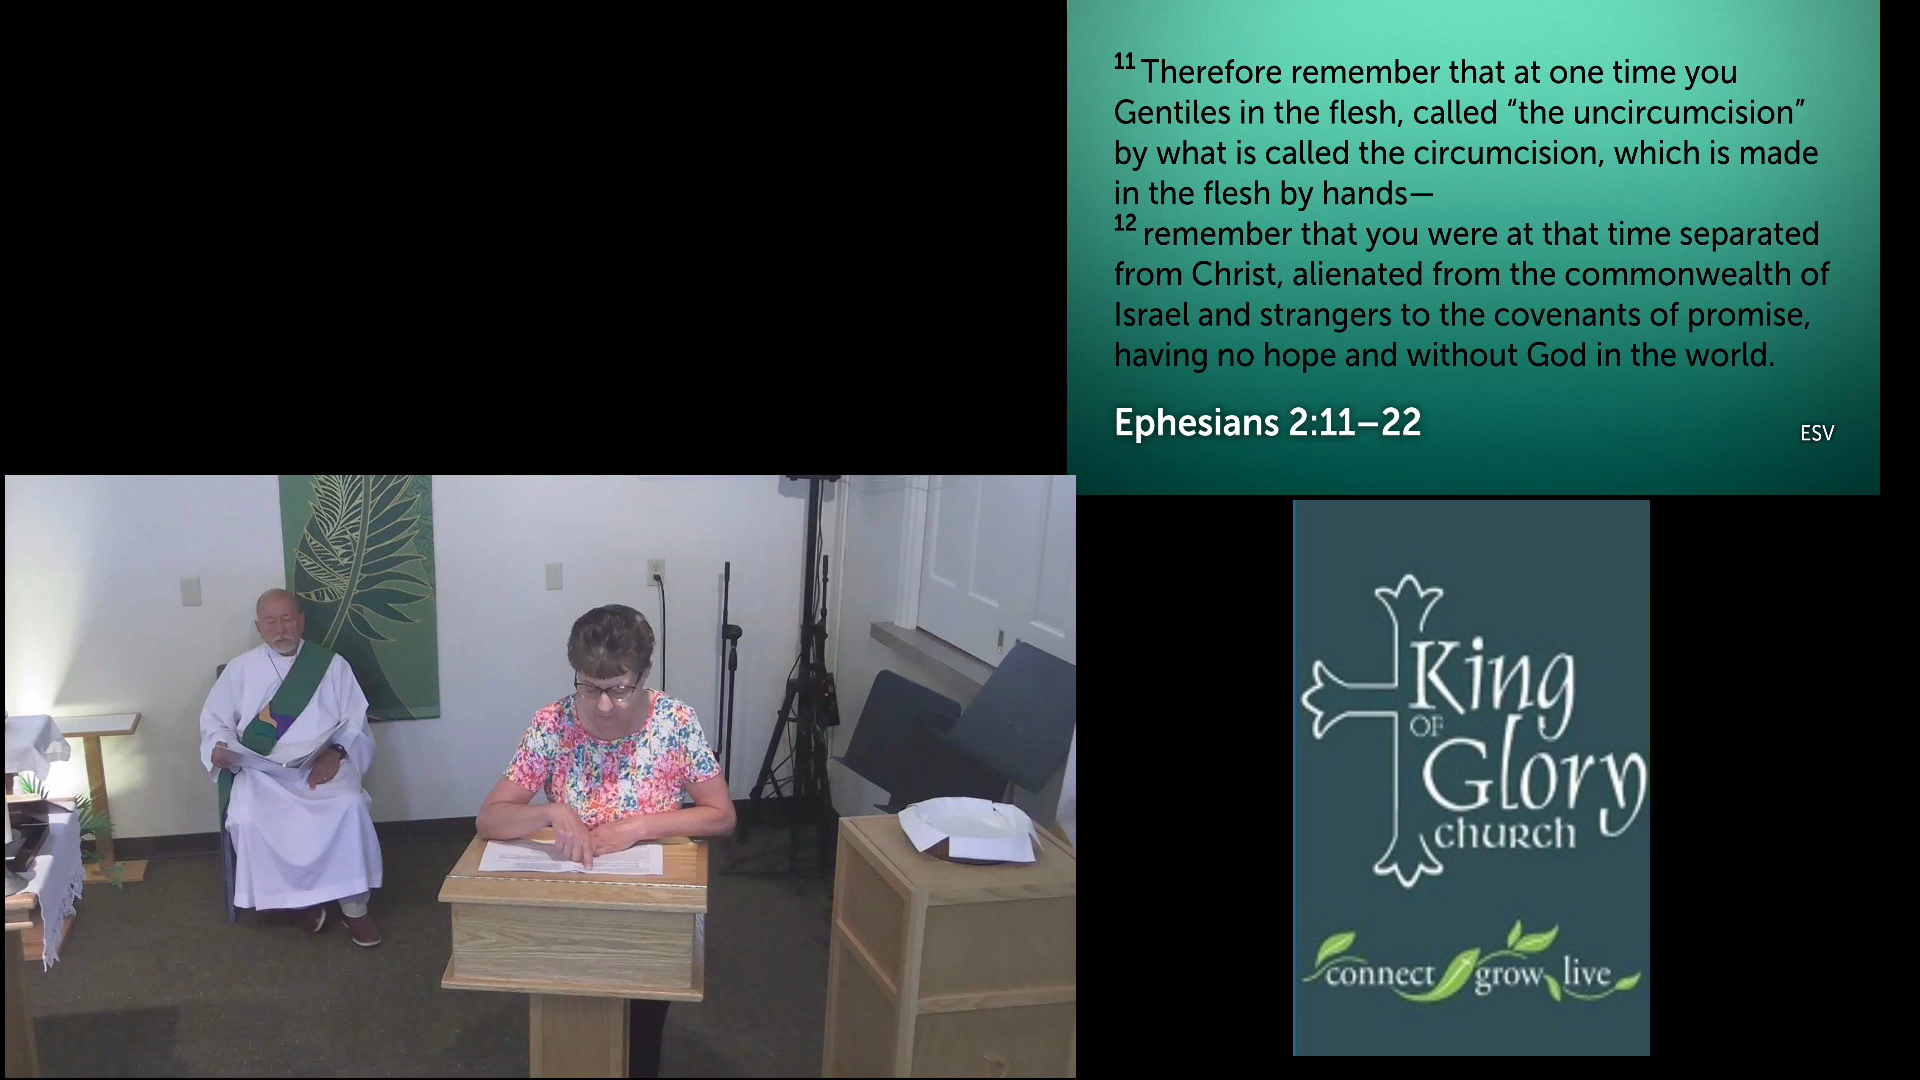 11 Therefore remember that at one time you
Gentiles in the flesh, called “the uncircumcision”
by what is called the circumcision, which is made
in the flesh by hands—
12 remember that you were at that time separated
from Christ, alienated from the commonwealth of
Israel and strangers to the covenants of promise,
having no hope and without God in the world.
Ephesians 2:11–22
ESV
King
OF
Glory
church
connect grow live